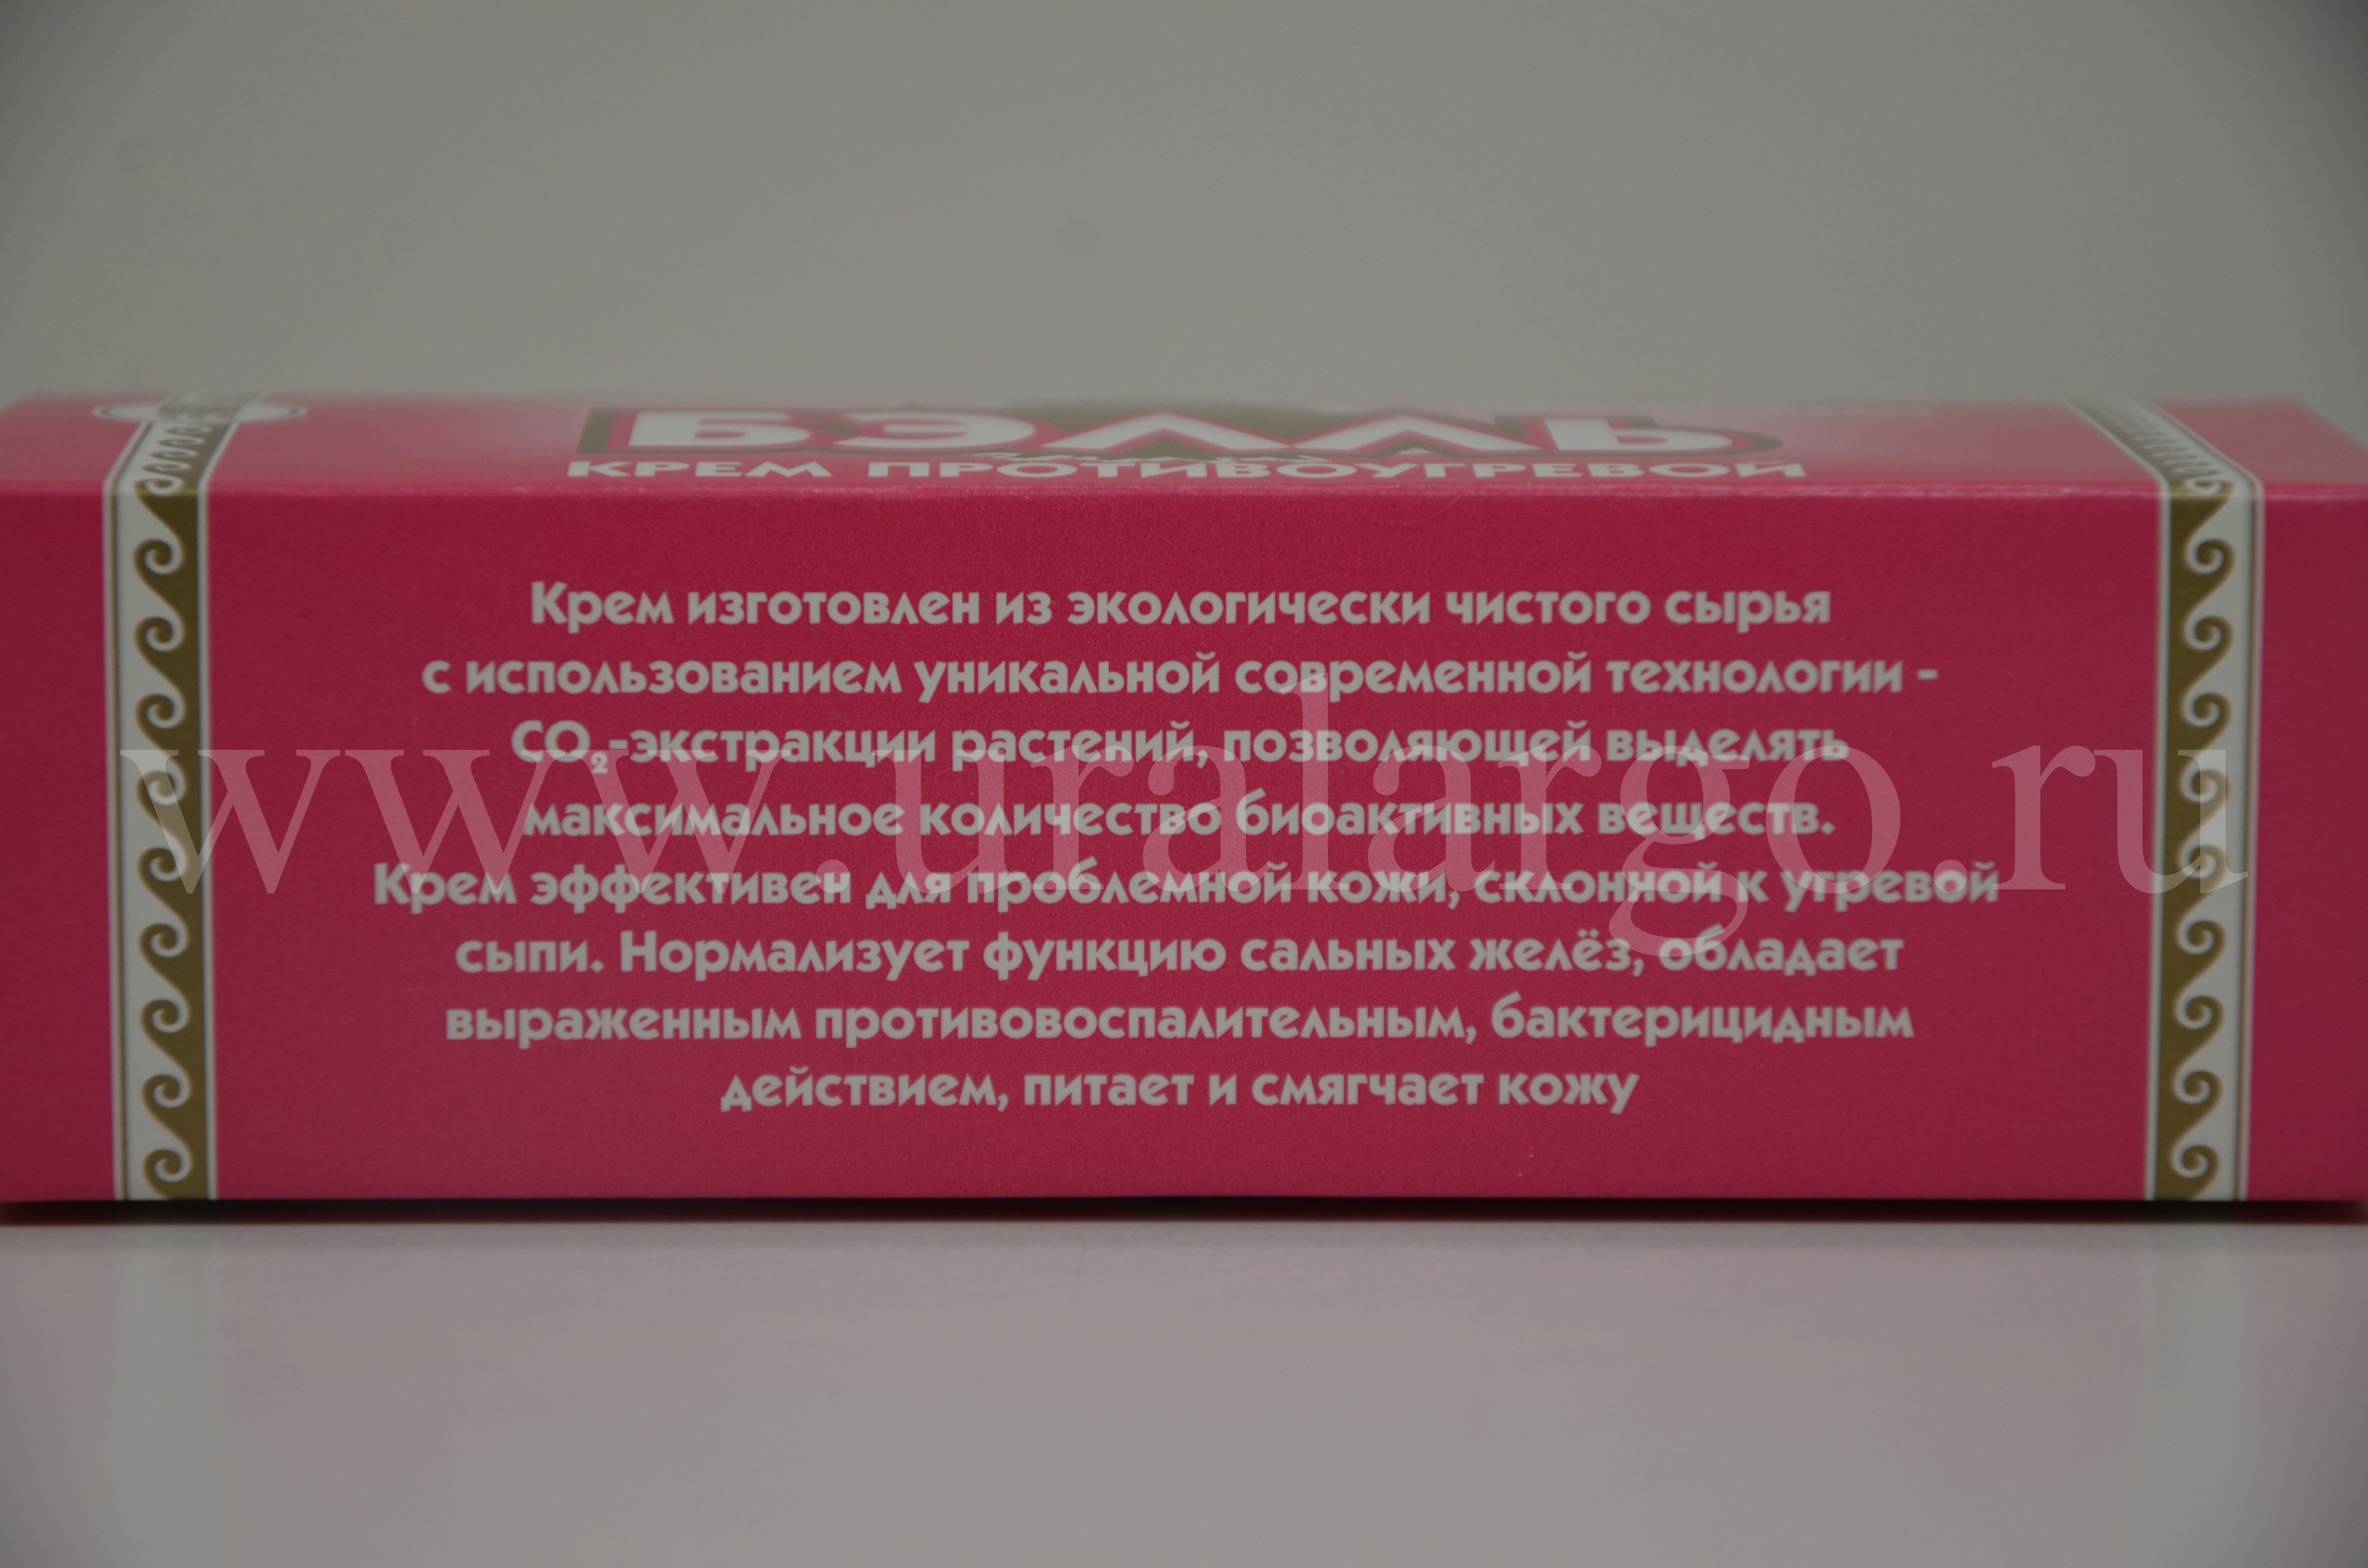 БЭЛЛЬ
КРЕМ ПРОТИВОУГРЕВОЙ
Крем изготовлен из экологически чистого сырья
с использованием уникальной современной технологии -
CO₂-экстракции растений, позволяющей выделять
максимальное количество биоактивных веществ.
Крем эффективен для проблемной кожи, склонной к угревой
сыпи. Нормализует функцию сальных желёз, обладает
выраженным противовоспалительным, бактерицидным
действием, питает и смягчает кожу
www.uralargo.ru